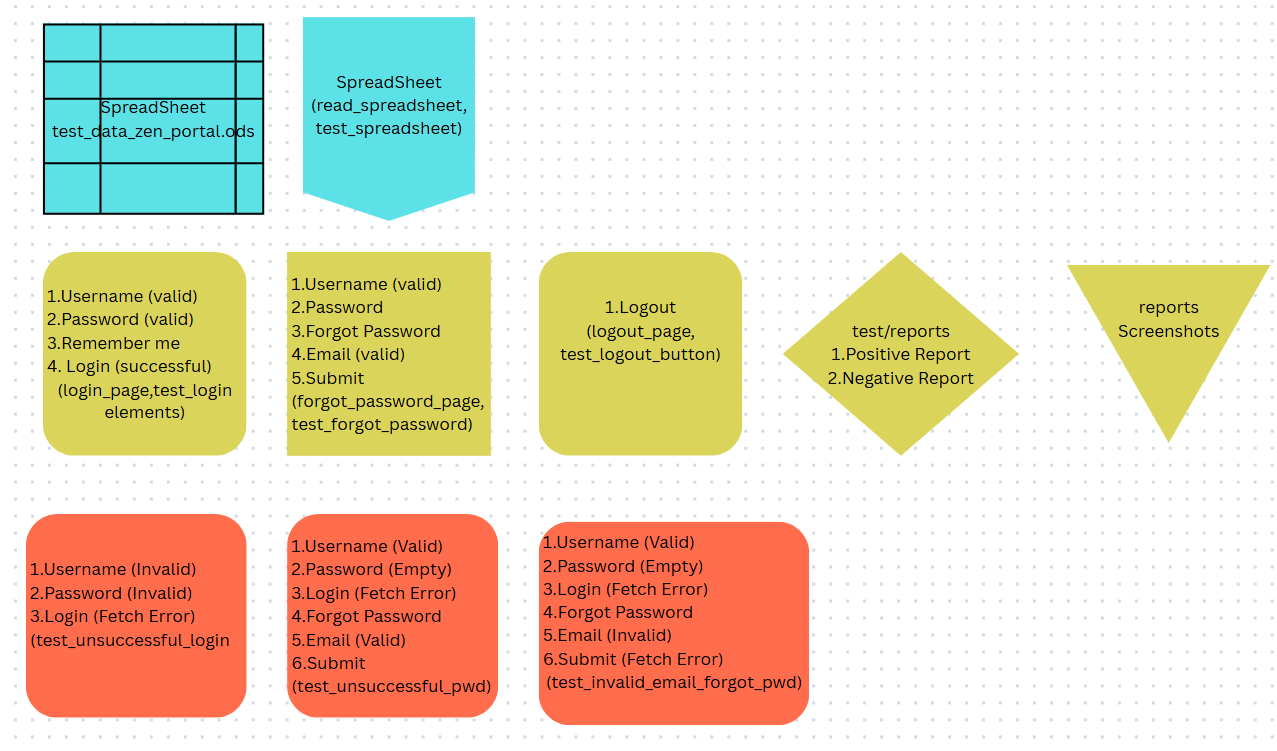 SpreadSheet
test_data_zen_portal.ods
SpreadSheet
(read_spreadsheet,
test_spreadsheet)
1.Username (valid)
2.Password (valid)
3.Remember me
4. Login (successful)
(login_page,test_login
elements)
1.Username (valid)
2.Password
3.Forgot Password
4.Email (valid)
5.Submit
(forgot_password_page,
test_forgot_password)
1.Logout
(logout_page,
test_logout_button)
test/reports
1.Positive Report
2.Negative Report
reports
Screenshots
1.Username (Invalid)
2.Password (Invalid)
3.Login (Fetch Error)
(test_unsuccessful_login
1.Username (Valid)
2.Password (Empty)
3.Login (Fetch Error)
4.Forgot Password
5.Email (Valid)
6.Submit
(test_unsuccessful_pwd)
1.Username (Valid)
2.Password (Empty)
3.Login (Fetch Error)
4.Forgot Password
5.Email (Invalid)
6.Submit (Fetch Error)
(test_invalid_email_forgot_pwd)